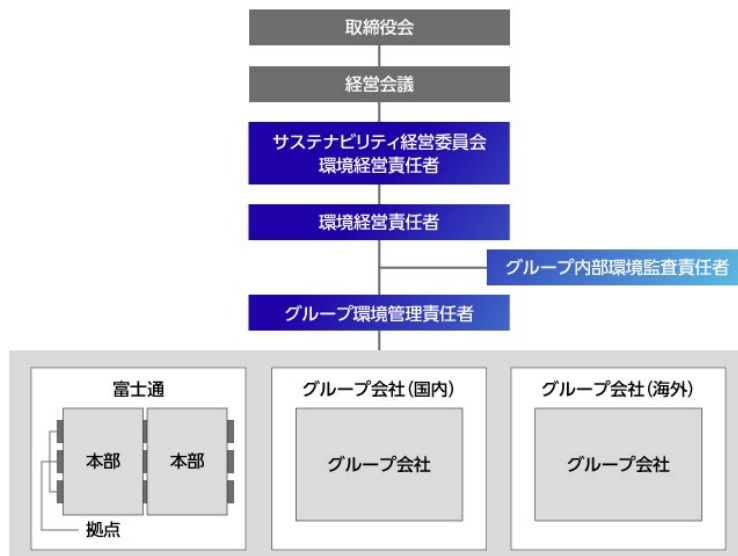 取締役会
経営会議
サステナビリティ経営委員会
環境経営責任者
環境経営責任者
グループ内部環境監査責任者
グループ環境管理責任者
富士通
本部
本部
拠点
グループ会社(国内)
グループ会社
グループ会社(海外)
グループ会社